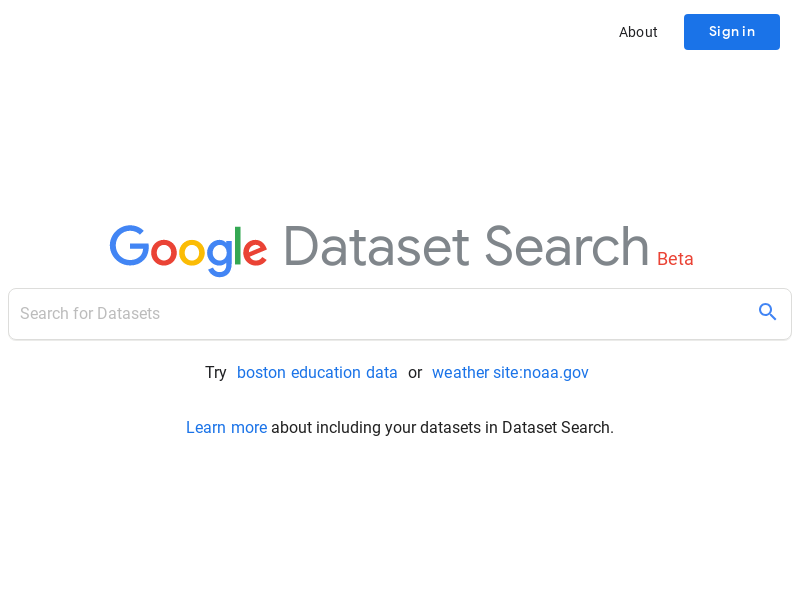 About Sign in
Google Dataset Search Beta
Search for Datasets
Try boston education data or weather site:noaa.gov
Learn more about including your datasets in Dataset Search.